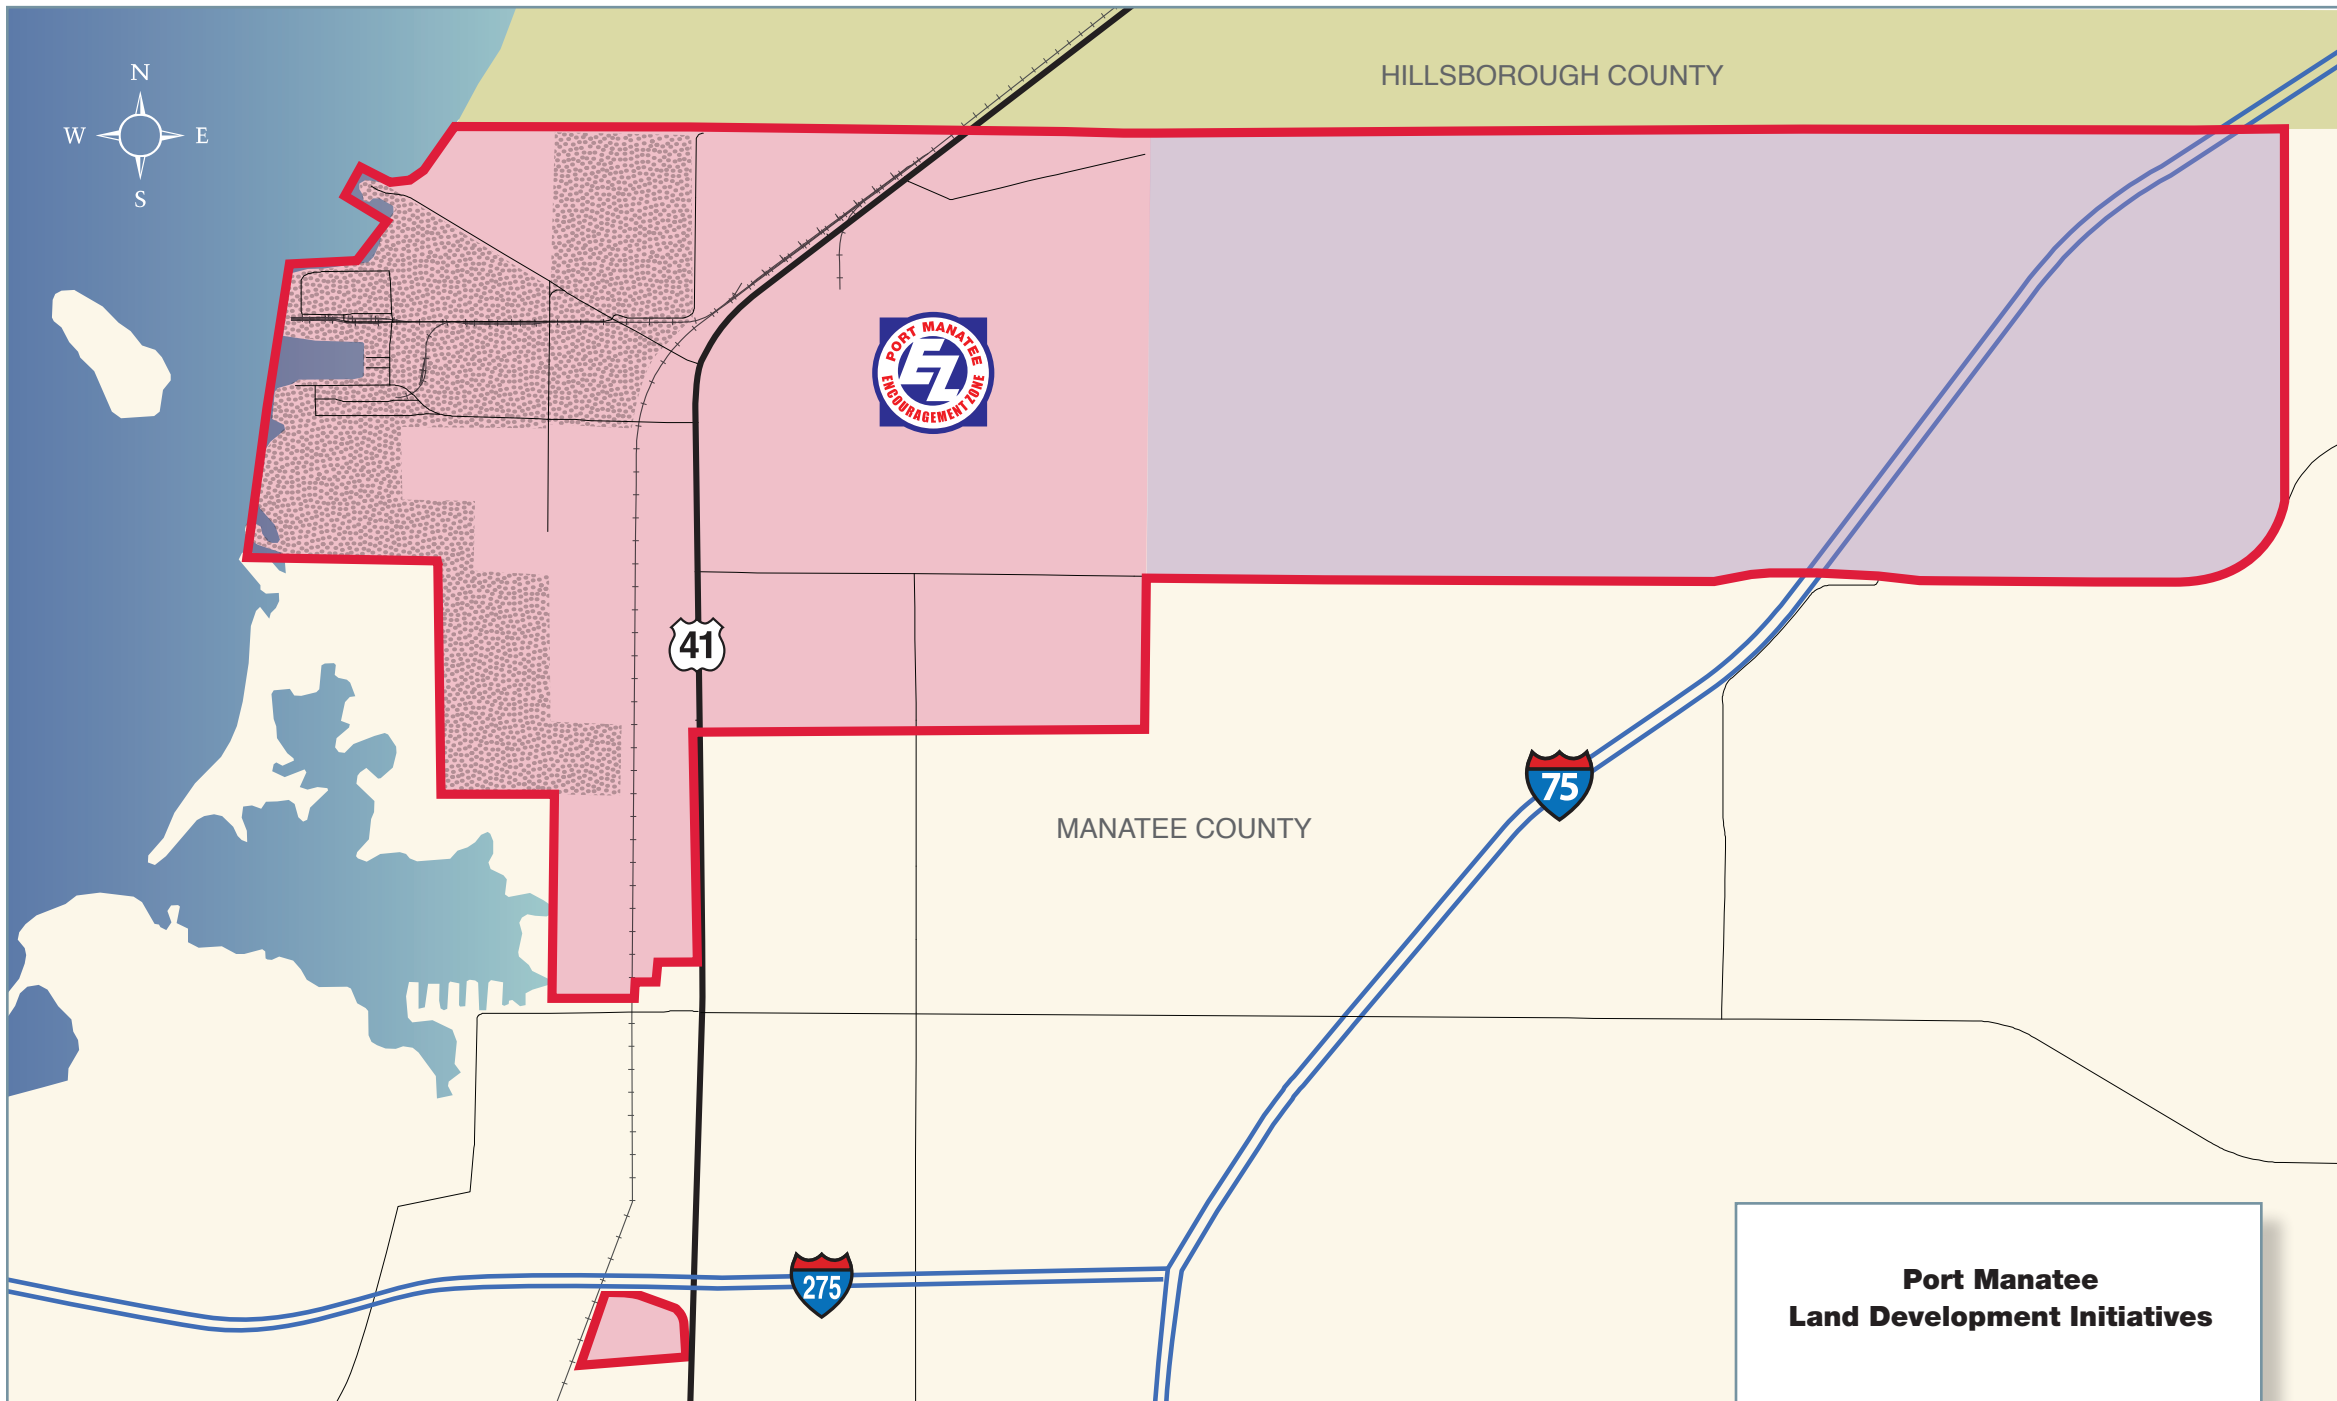 HILLSBOROUGH COUNTY
N
W
E
S
PORT MANATEE
EZ
ENCOURAGEMENT ZONE
41
75
MANATEE COUNTY
275
Port Manatee
Land Development Initiatives